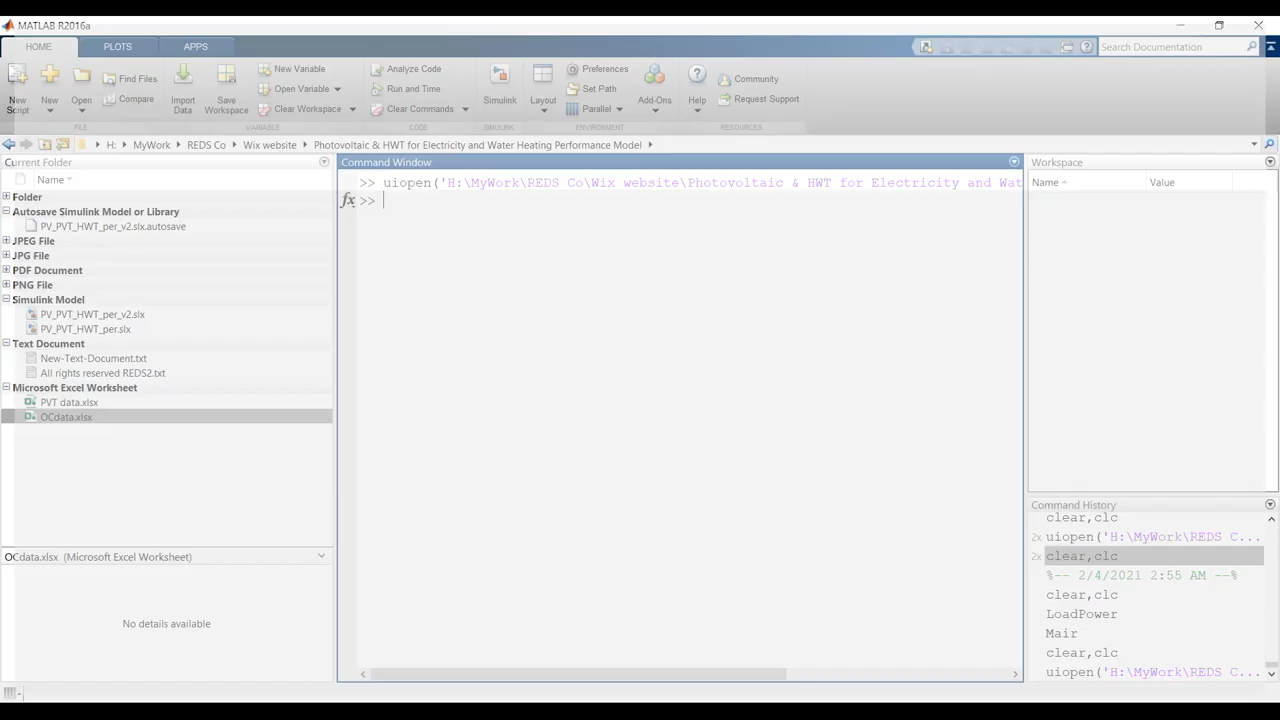 MATLAB R2016a
HOME
PLOTS
APPS
Search Documentation
New Script
New
Open
Find Files
Compare
Import Data
Save Workspace
New Variable
Open Variable
Clear Workspace
Analyze Code
Run and Time
Clear Commands
Simulink
Layout
Preferences
Set Path
Parallel
Add-Ons
Help
Community
Request Support
FILE
VARIABLE
CODE
SIMULINK
ENVIRONMENT
RESOURCES
H: MyWork REDS Co Wix website Photovoltaic & HWT for Electricity and Water Heating Performance Model
Current Folder
Name
Folder
Autosave Simulink Model or Library
PV_PVT_HWT_per_v2.slx.autosave
JPEG File
JPG File
PDF Document
PNG File
Simulink Model
PV_PVT_HWT_per_v2.slx
PV_PVT_HWT_per.slx
Text Document
New-Text-Document.txt
All rights reserved REDS2.txt
Microsoft Excel Worksheet
PVT data.xlsx
OCdata.xlsx
OCdata.xlsx (Microsoft Excel Worksheet)
No details available
Command Window
>> uiopen('H:\MyWork\REDS Co\Wix website\Photovoltaic & HWT for Electricity and Wat
fx >>
Workspace
Name
Value
Command History
clear,clc
2x uiopen('H:\MyWork\REDS C...
2x clear,clc
%-- 2/4/2021 2:55 AM --%
clear,clc
LoadPower
Mair
clear,clc
uiopen('H:\MyWork\REDS C...